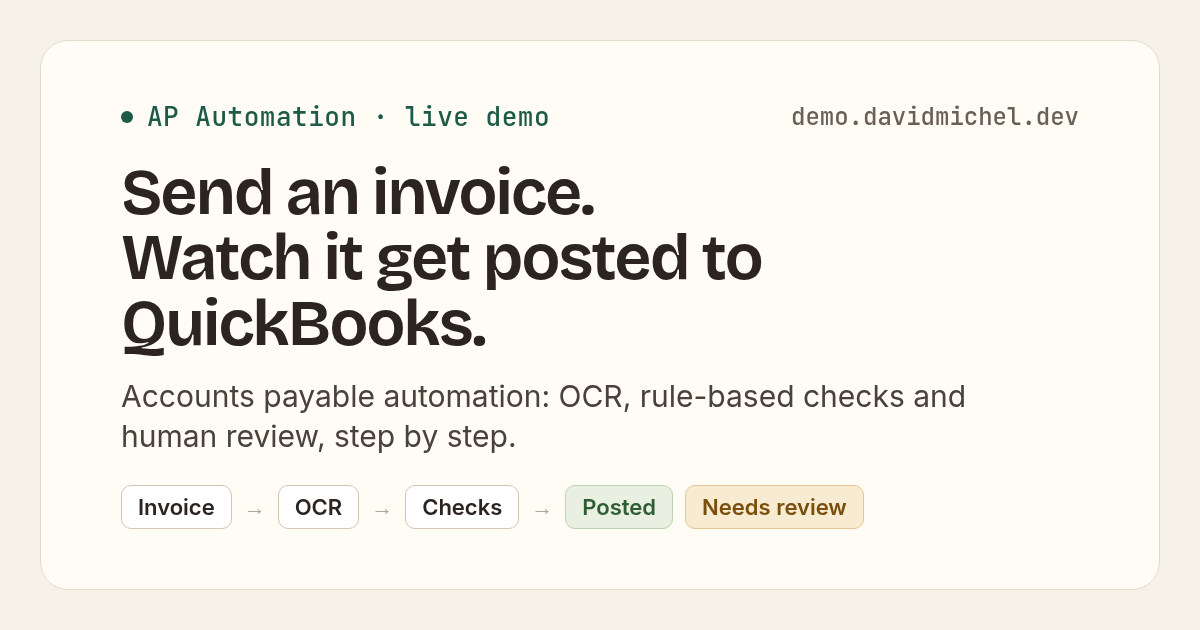 AP Automation · live demo
demo.davidmichel.dev
Send an invoice.
Watch it get posted to
QuickBooks.
Accounts payable automation: OCR, rule-based checks and
human review, step by step.
Invoice → OCR → Checks → Posted Needs review